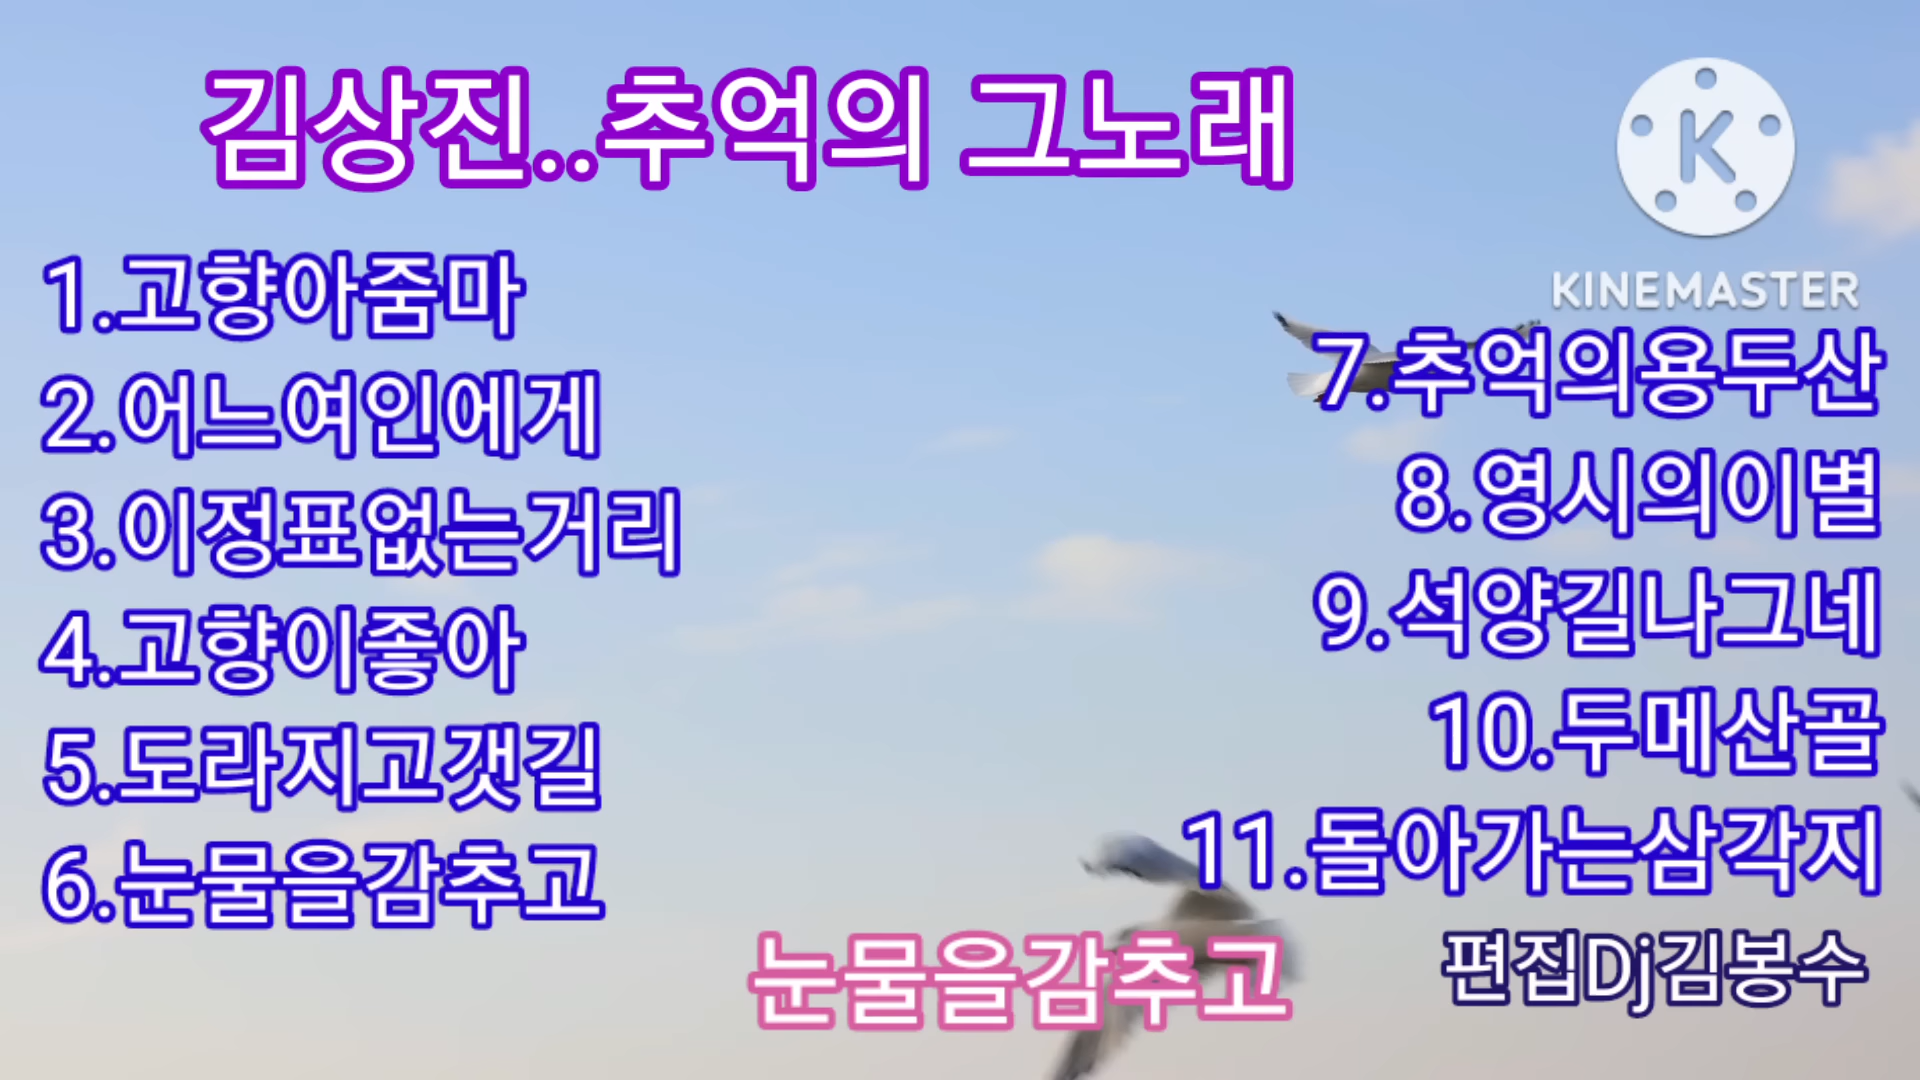 김상진..추억의 그노래
K
KINEMASTER
1.고향아줌마
2.어느여인에게
3.이정표없는거리
4.고향이좋아
5.도라지고갯길
6.눈물을감추고
7.추억의용두산
8.영시의이별
9.석양길나그네
10.두메산골
11.돌아가는삼각지
눈물을감추고
편집Dj김봉수